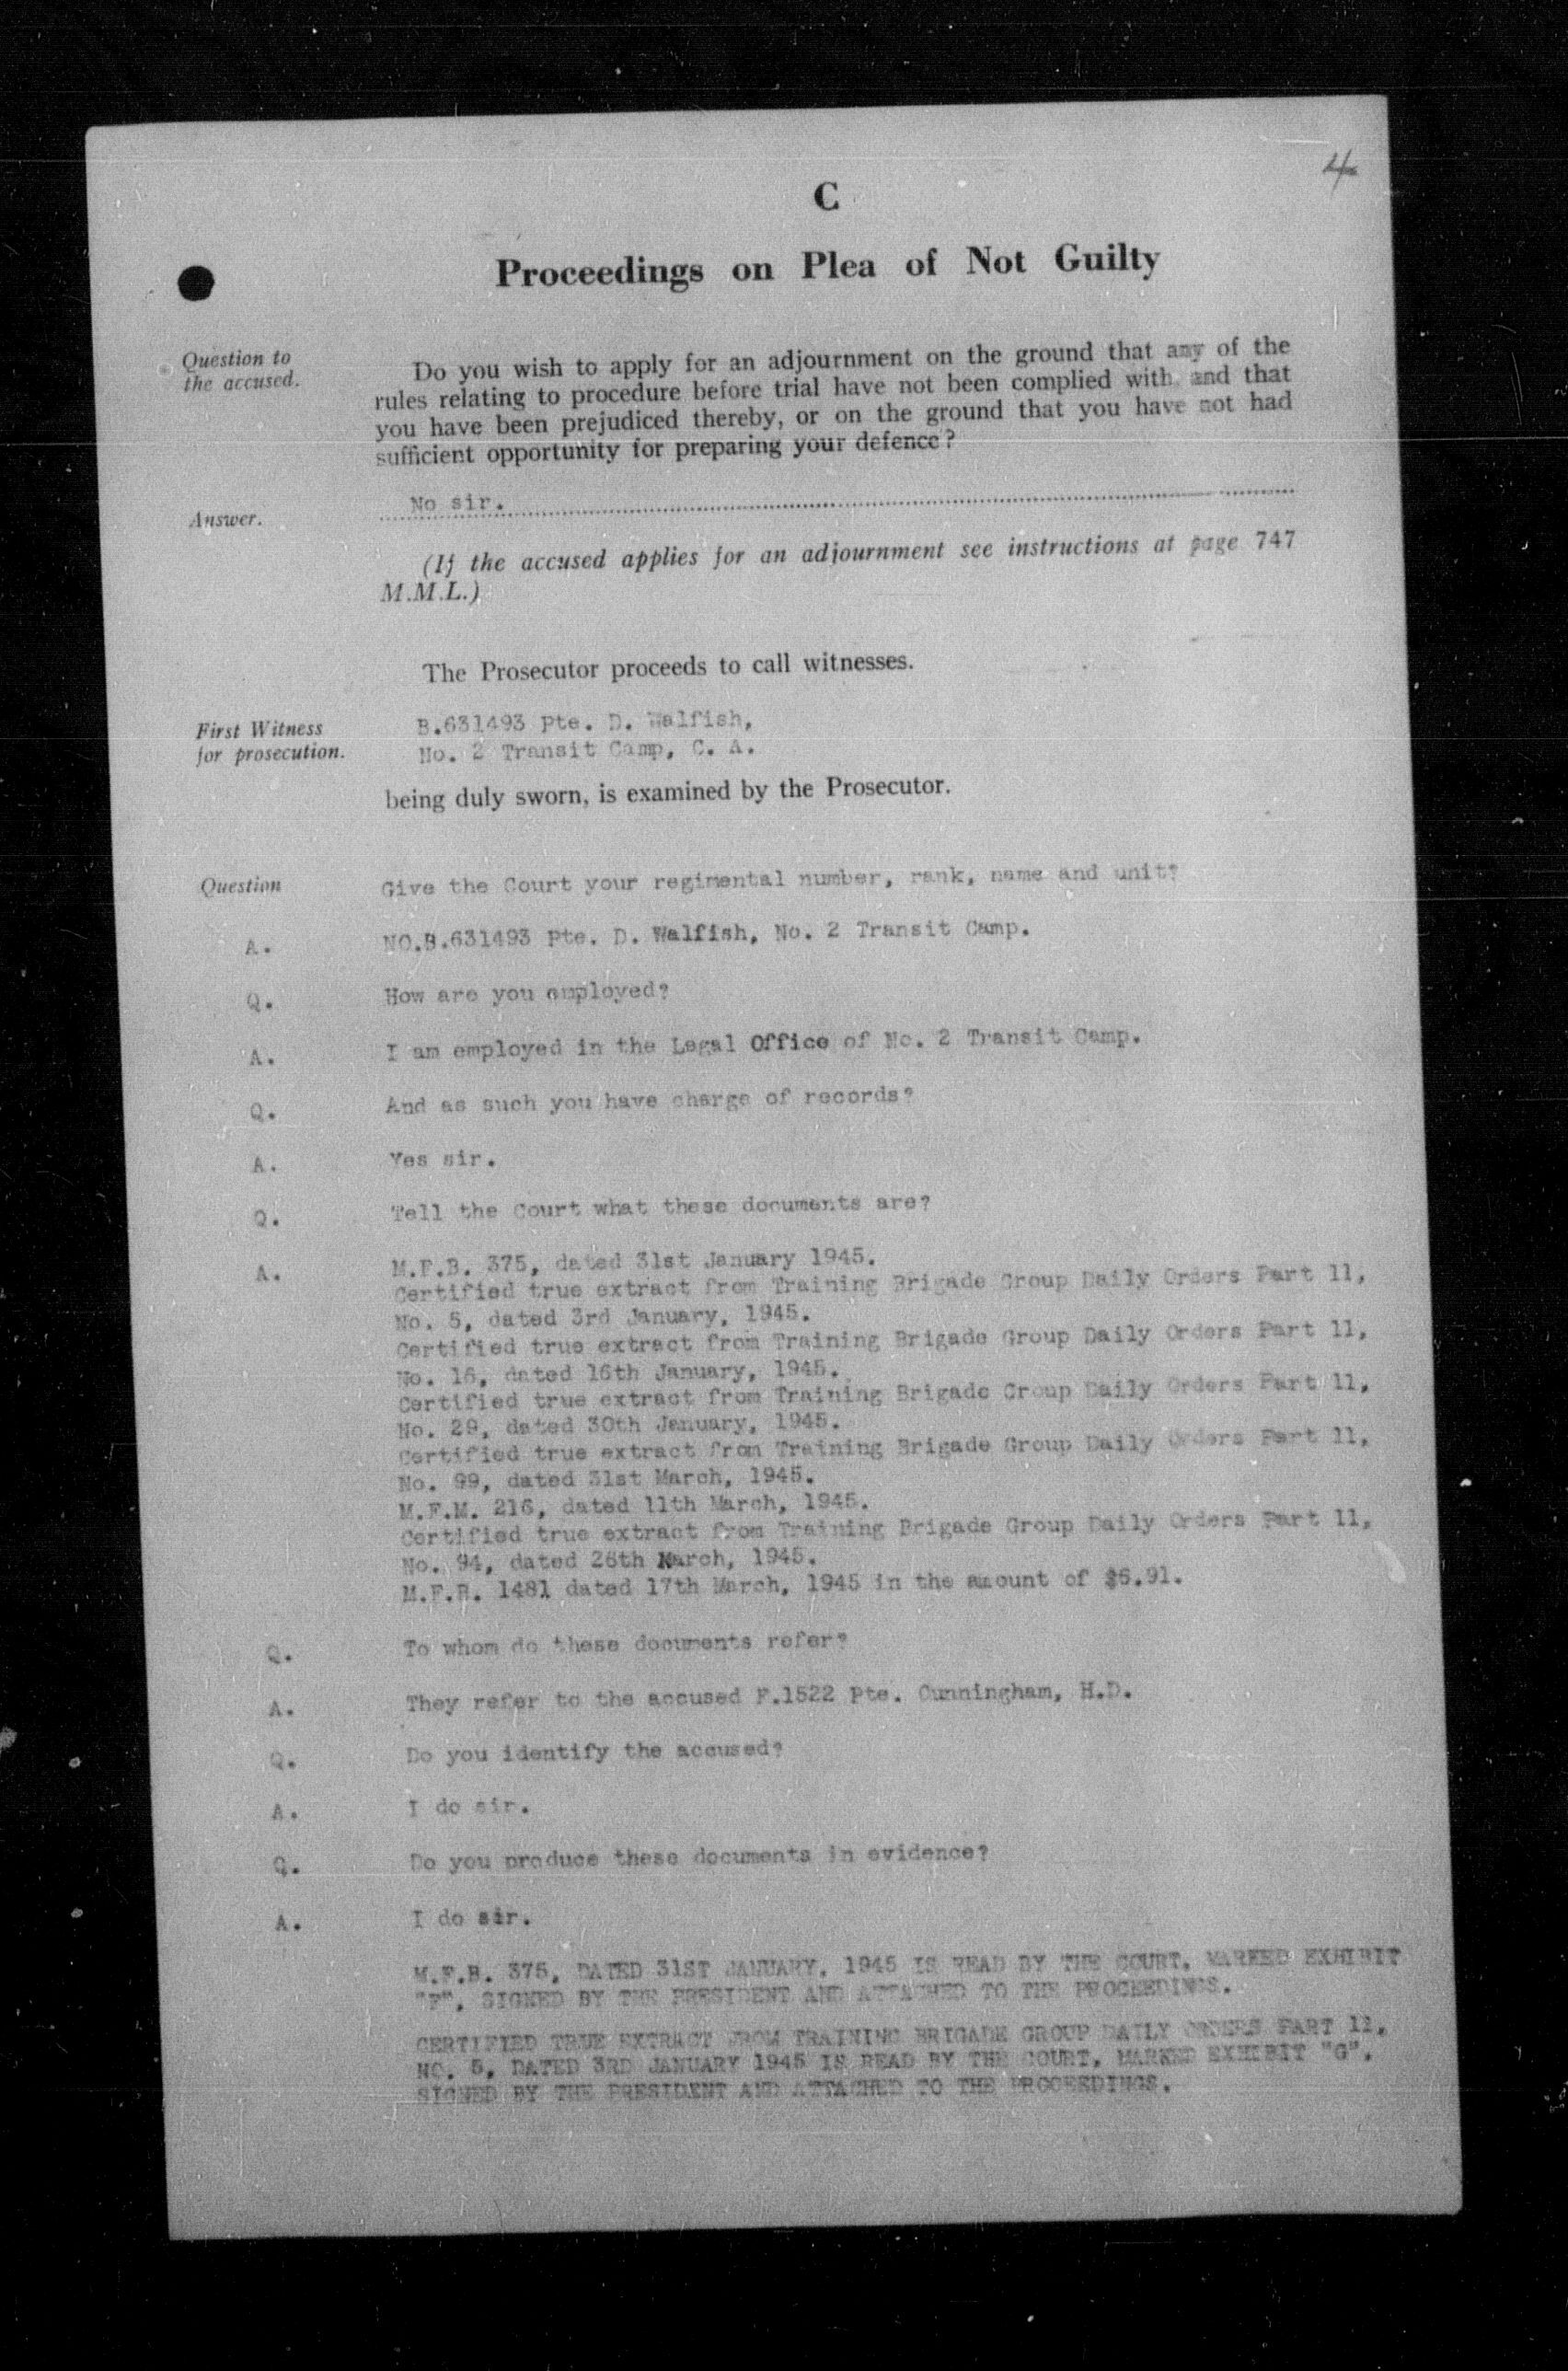 4
C
Proceedings on Plea of Not Guilty
Question to
the accused.
Do you wish to apply for an adjournment on the ground that any of the
rules relating to procedure before trial have not been complied with, and that
you have been prejudiced thereby, or on the ground that you have not had
sufficient opportunity for preparing your defence?
Answer.
No sir.
(If the accused applies for an adjournment see instructions at page 747
M.M.L.)
The Prosecutor proceeds to call witnesses.
First Witness
for prosecution.
B.631493 Pte. D. Walfish,
No. 2 Transit Camp, C. A.
being duly sworn, is examined by the Prosecutor.
Question Give the Court your regimental number, rank, name and unit?
A. NO.B.631493 Pte. D. Walfish, No. 2 Transit Camp.
Q. How are you employed?
A. I am employed in the Legal Office of No. 2 Transit Camp.
Q. And as such you have charge of records?
A. Yes sir.
Q. Tell the Court what these documents are?
A. M.F.B. 375, dated 31st January 1945.
Certified true extract from Training Brigade Group Daily Orders Part 11,
No. 5, dated 3rd January, 1945.
Certified true extract from Training Brigade Group Daily Orders Part 11,
No. 16, dated 16th January, 1945.
Certified true extract from Training Brigade Group Daily Orders Part 11,
No. 29, dated 30th January, 1945.
Certified true extract from Training Brigade Group Daily Orders Part 11,
No. 99, dated 31st March, 1945.
M.F.M. 216, dated 11th March, 1945.
Certified true extract from Training Brigade Group Daily Orders Part 11,
No. 94, dated 28th March, 1945.
M.F.B. 1481 dated 17th March, 1945 in the amount of $6.91.
Q. To whom do these documents refer?
A. They refer to the accused F.1522 Pte. Cunningham, H.D.
Q. Do you identify the accused?
A. I do sir.
Q. Do you produce these documents in evidence?
A. I do sir.
M.F.B. 375, DATED 31ST JANUARY, 1945 IS READ BY THE COURT, MARKED EXHIBIT
"F", SIGNED BY THE PRESIDENT AND ATTACHED TO THE PROCEEDINGS.
CERTIFIED TRUE EXTRACT FROM TRAINING BRIGADE GROUP DAILY ORDERS PART 11,
NO. 5, DATED 3RD JANUARY 1945 IS READ BY THE COURT, MARKED EXHIBIT "G",
SIGNED BY THE PRESIDENT AND ATTACHED TO THE PROCEEDINGS.